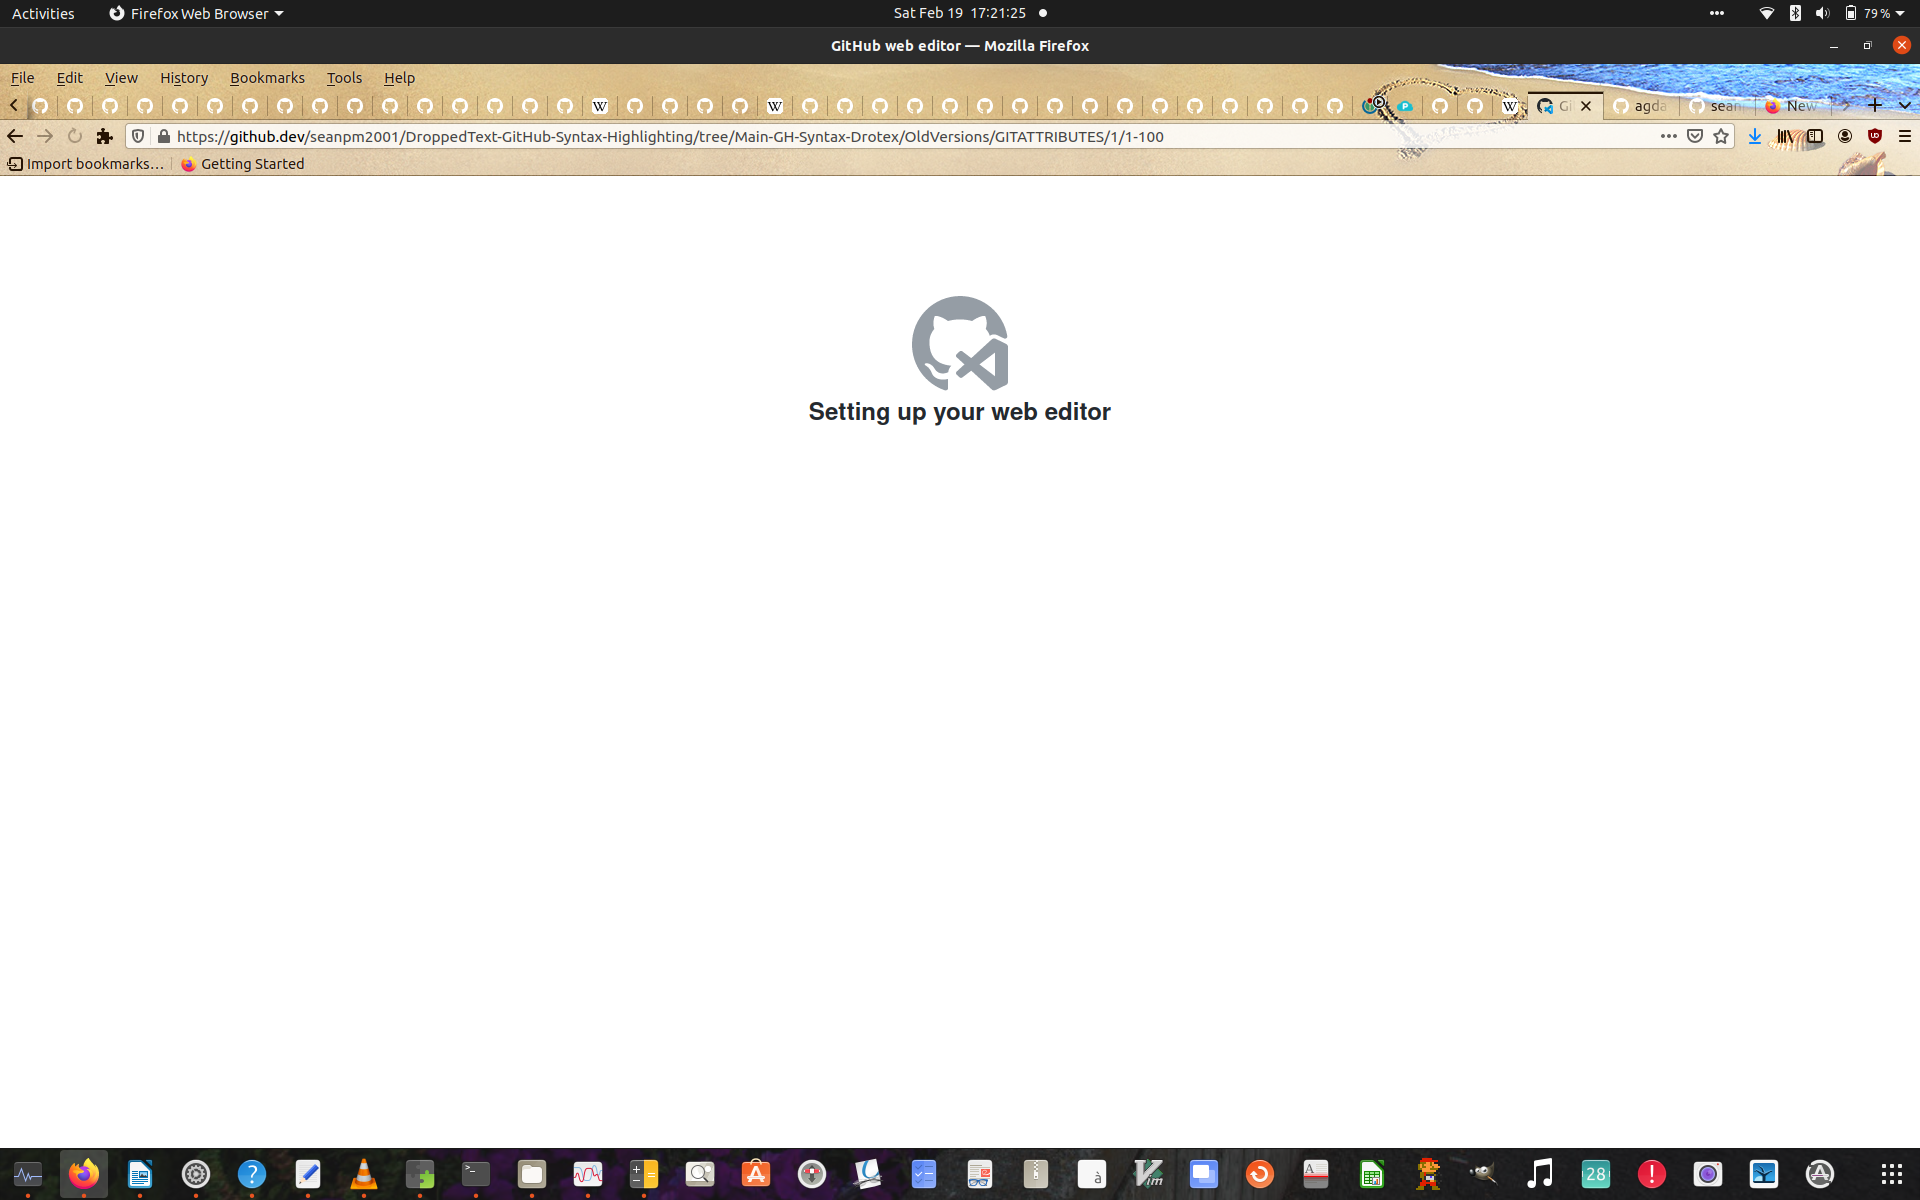 Activities Firefox Web Browser Sat Feb 19 17:21:25 79 %
GitHub web editor — Mozilla Firefox
File Edit View History Bookmarks Tools Help
W W W Gi agda sean New
https://github.dev/seanpm2001/DroppedText-GitHub-Syntax-Highlighting/tree/Main-GH-Syntax-Drotex/OldVersions/GITATTRIBUTES/1/1-100
Import bookmarks… Getting Started
Setting up your web editor
28